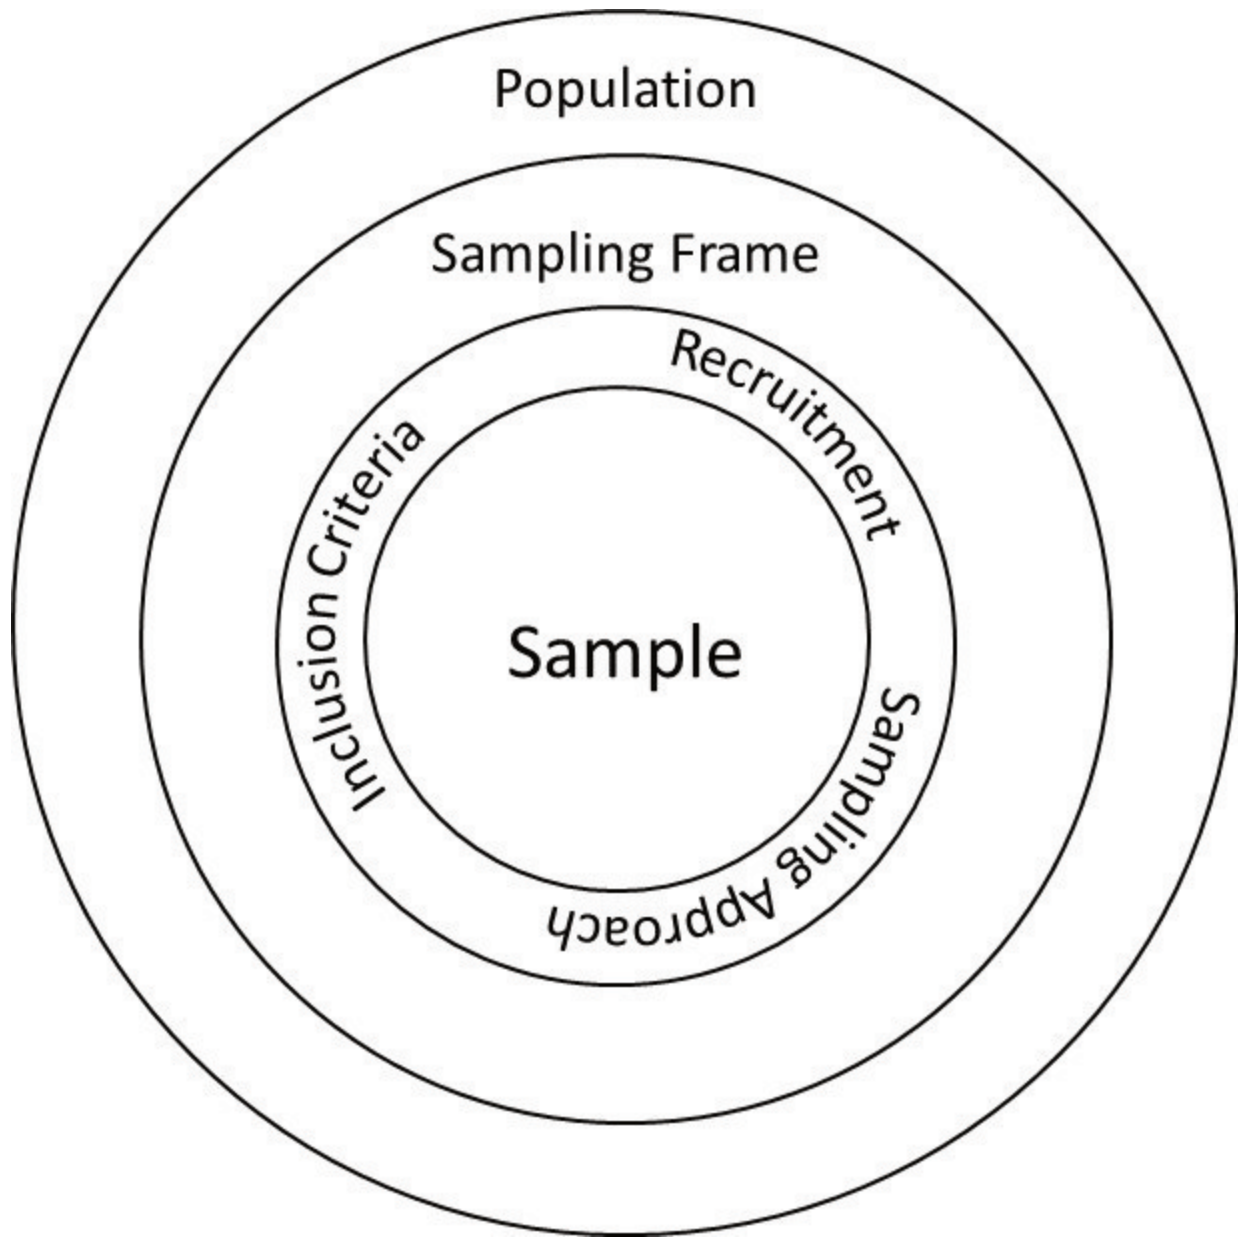 Population
Sampling Frame
Recruitment
Inclusion Criteria
Sample
Sampling Approach